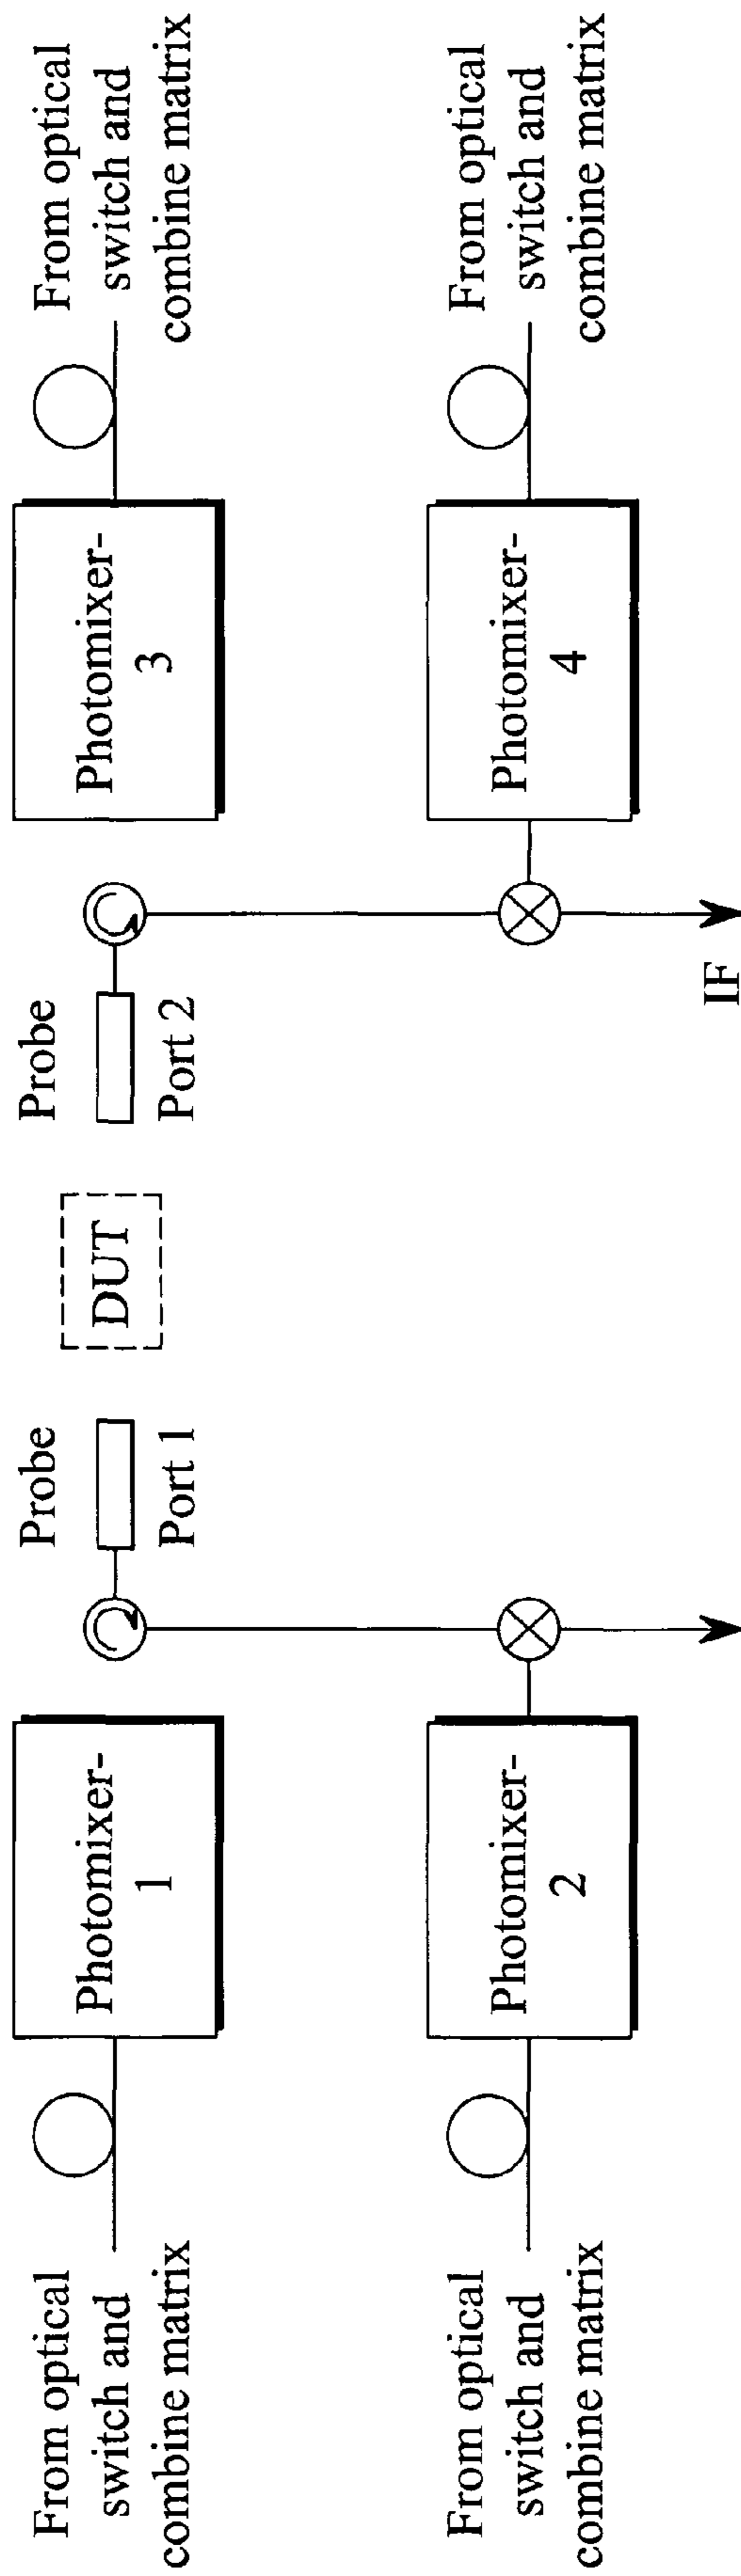 From optical
switch and
combine matrix
Photomixer-
1
Probe
Port 1
DUT
Probe
Port 2
Photomixer-
3
From optical
switch and
combine matrix
From optical
switch and
combine matrix
Photomixer-
2
IF
Photomixer-
4
From optical
switch and
combine matrix